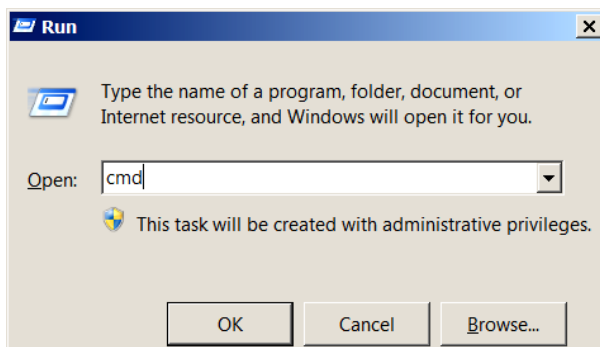 Run
Type the name of a program, folder, document, or
Internet resource, and Windows will open it for you.
Open: cmd
This task will be created with administrative privileges.
OK Cancel Browse...